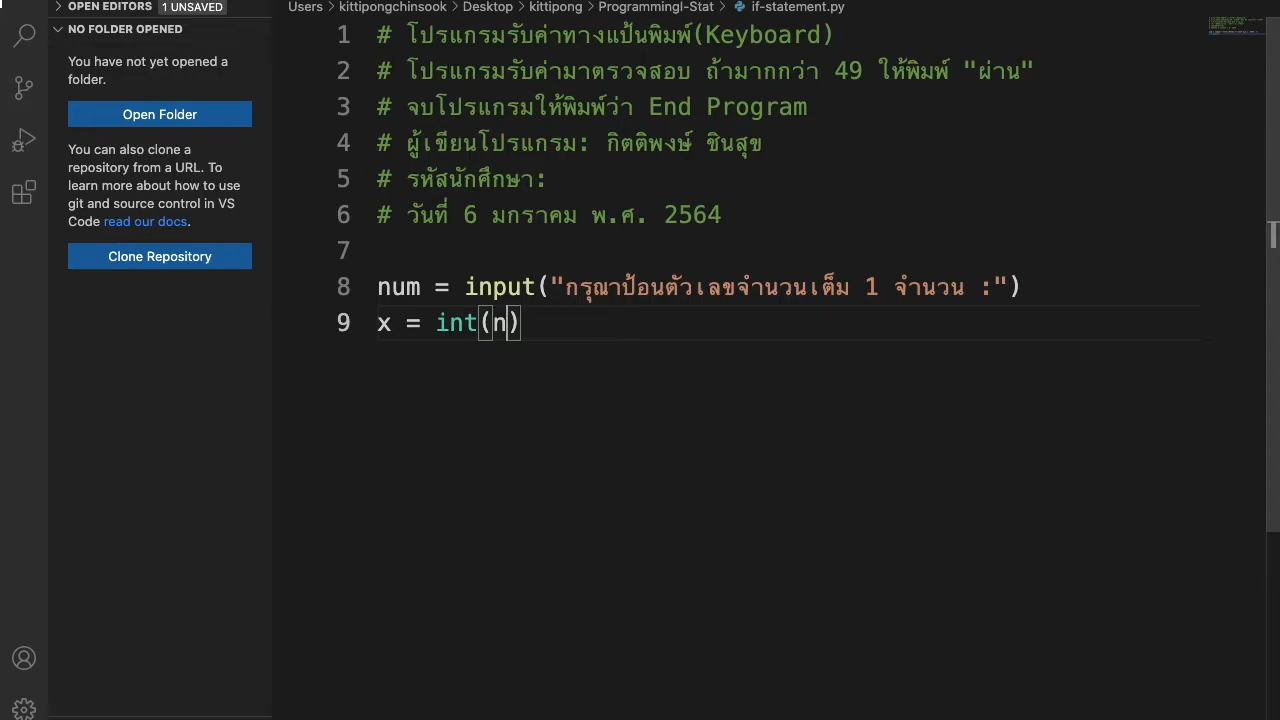 OPEN EDITORS 1 UNSAVED
NO FOLDER OPENED
You have not yet opened a
folder.
Open Folder
You can also clone a
repository from a URL. To
learn more about how to use
git and source control in VS
Code read our docs.
Clone Repository
Users > kittipongchinsook > Desktop > kittipong > ProgrammingI-Stat > if-statement.py
1 # โปรแกรมรับค่าทางแป้นพิมพ์(Keyboard)
2 # โปรแกรมรับค่ามาตรวจสอบ ถ้ามากกว่า 49 ให้พิมพ์ "ผ่าน"
3 # จบโปรแกรมให้พิมพ์ว่า End Program
4 # ผู้เขียนโปรแกรม: กิตติพงษ์ ชินสุข
5 # รหัสนักศึกษา:
6 # วันที่ 6 มกราคม พ.ศ. 2564
7
8 num = input("กรุณาป้อนตัวเลขจำนวนเต็ม 1 จำนวน :")
9 x = int(n)